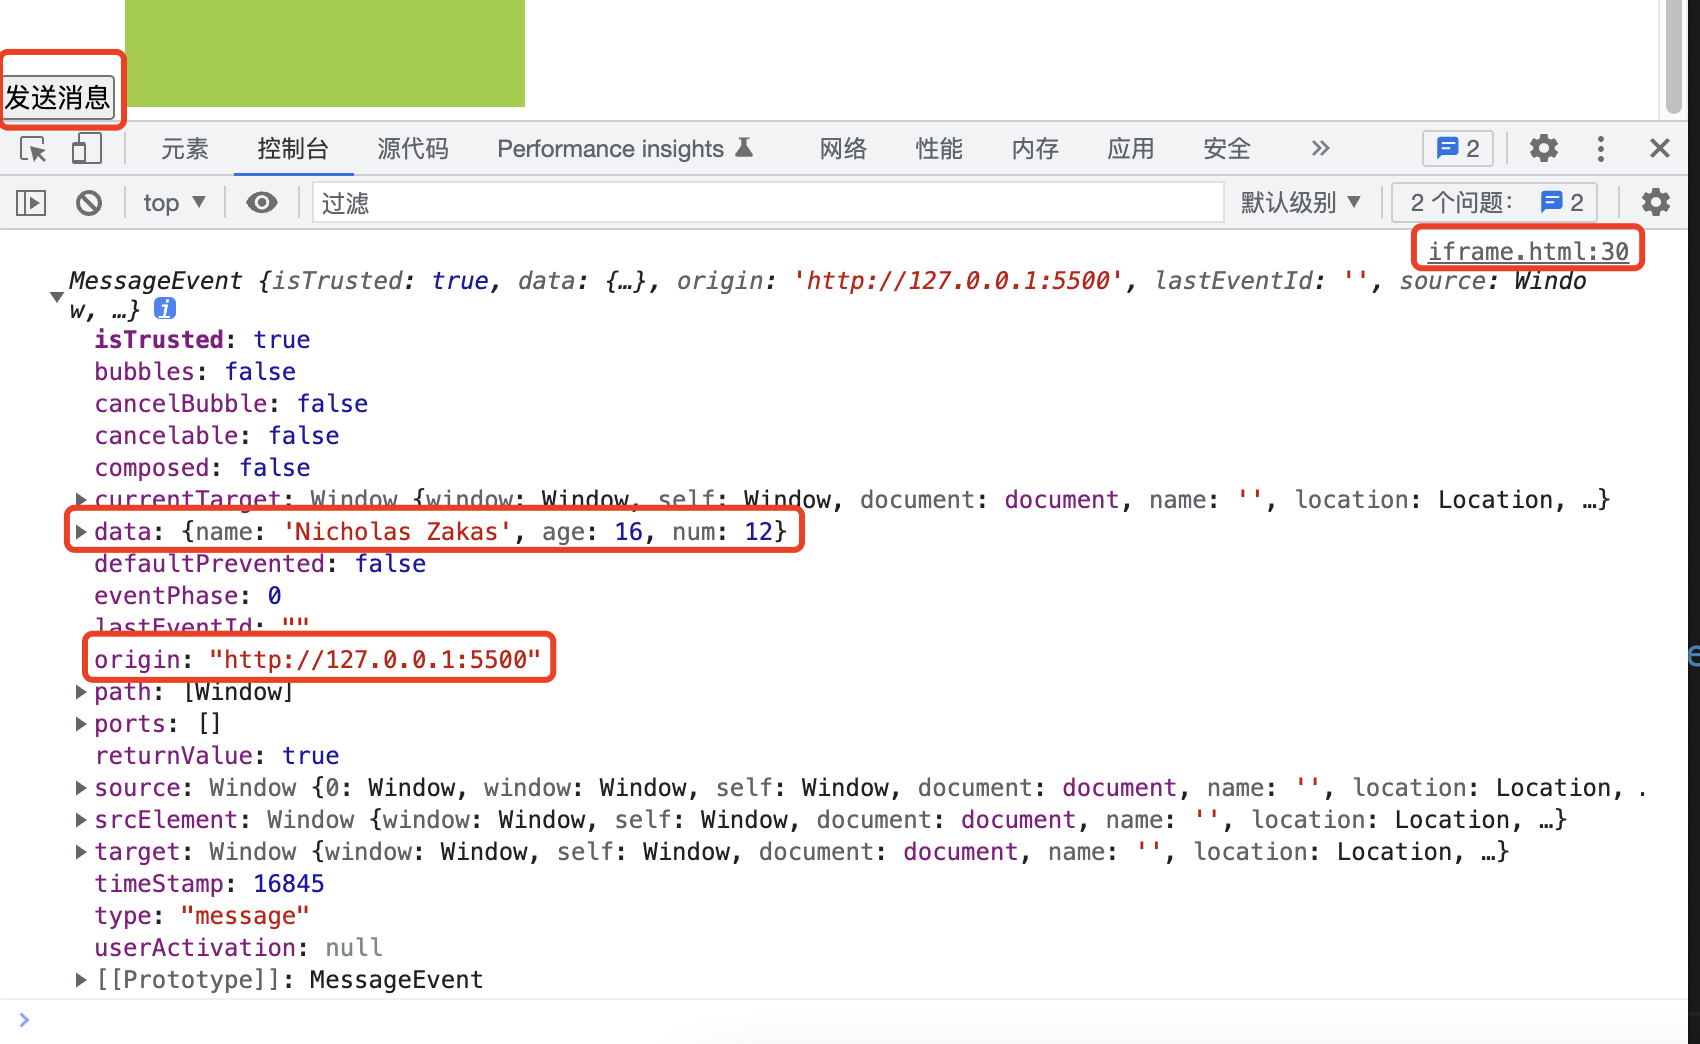 发送消息
元素 控制台 源代码 Performance insights 网络 性能 内存 应用 安全 » 2
top ▼ 过滤 默认级别 ▼ 2 个问题: 2
iframe.html:30
MessageEvent {isTrusted: true, data: {…}, origin: 'http://127.0.0.1:5500', lastEventId: '', source: Windo
w, …} i
isTrusted: true
bubbles: false
cancelBubble: false
cancelable: false
composed: false
currentTarget: Window {window: Window, self: Window, document: document, name: '', location: Location, …}
data: {name: 'Nicholas Zakas', age: 16, num: 12}
defaultPrevented: false
eventPhase: 0
lastEventId: ""
origin: "http://127.0.0.1:5500"
path: [Window]
ports: []
returnValue: true
source: Window {0: Window, window: Window, self: Window, document: document, name: '', location: Location, .
srcElement: Window {window: Window, self: Window, document: document, name: '', location: Location, …}
target: Window {window: Window, self: Window, document: document, name: '', location: Location, …}
timeStamp: 16845
type: "message"
userActivation: null
[[Prototype]]: MessageEvent